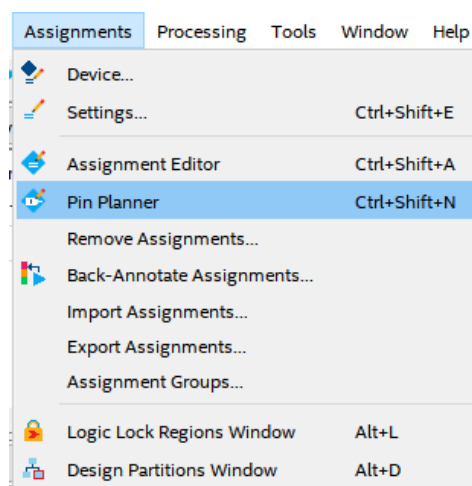 Assignments Processing Tools Window Help
Device...
Settings... Ctrl+Shift+E
Assignment Editor Ctrl+Shift+A
Pin Planner Ctrl+Shift+N
Remove Assignments...
Back-Annotate Assignments...
Import Assignments...
Export Assignments...
Assignment Groups...
Logic Lock Regions Window Alt+L
Design Partitions Window Alt+D